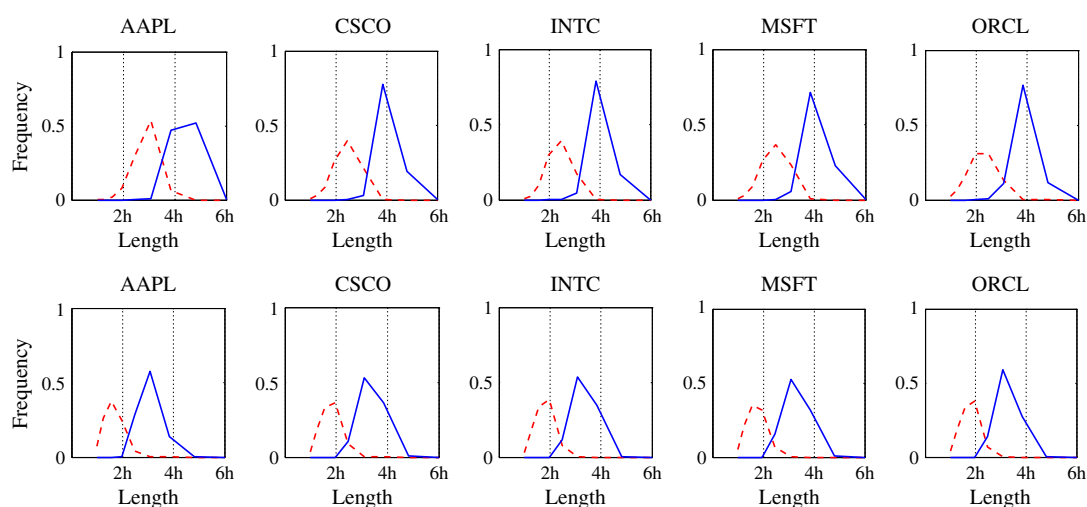 AAPL CSCO INTC MSFT ORCL
1 1 1 1 1
Frequency
0.5 0.5 0.5 0.5 0.5
0 0 0 0 0
2h 4h 6h 2h 4h 6h 2h 4h 6h 2h 4h 6h 2h 4h 6h
Length Length Length Length Length
AAPL CSCO INTC MSFT ORCL
1 1 1 1 1
Frequency
0.5 0.5 0.5 0.5 0.5
0 0 0 0 0
2h 4h 6h 2h 4h 6h 2h 4h 6h 2h 4h 6h 2h 4h 6h
Length Length Length Length Length